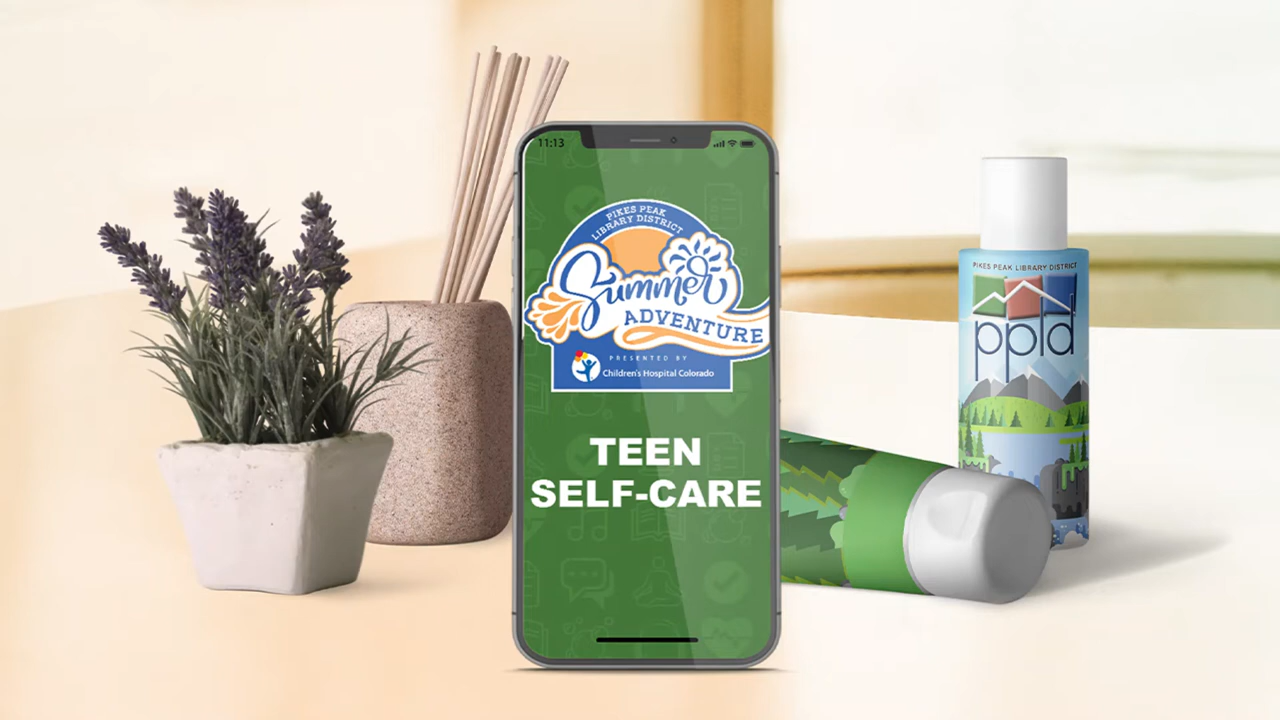 11:13
PIKES PEAK
LIBRARY DISTRICT
Summer
ADVENTURE
PRESENTED BY
Children's Hospital Colorado
TEEN
SELF-CARE
PIKES PEAK LIBRARY DISTRICT
ppld